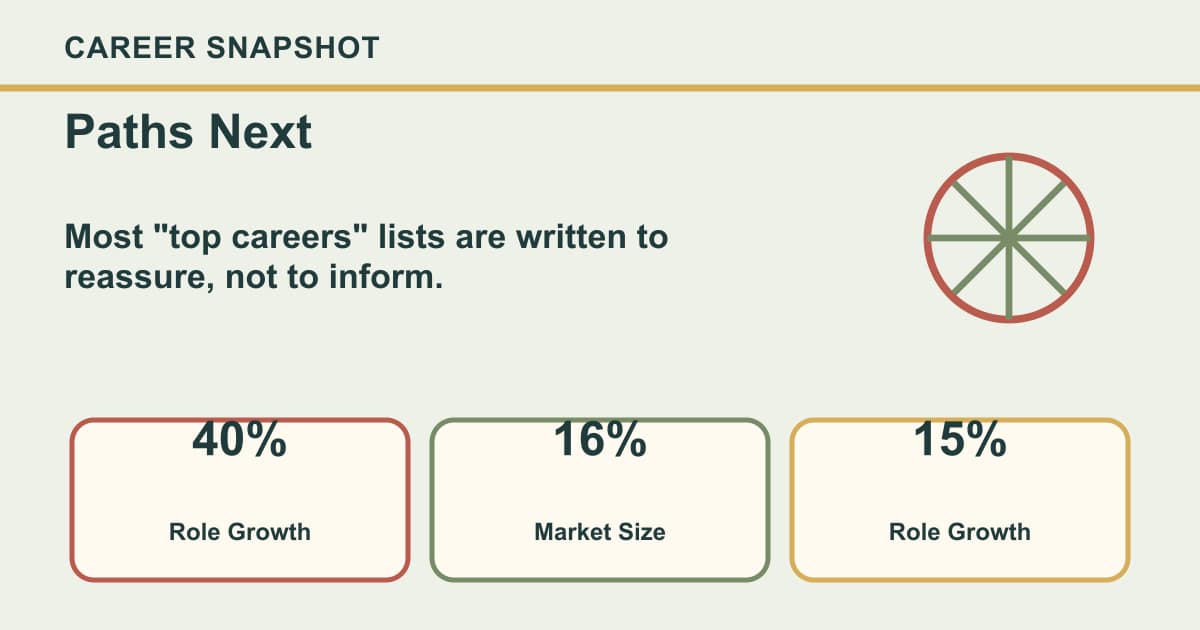 CAREER SNAPSHOT
Paths Next
Most "top careers" lists are written to
reassure, not to inform.
40%
Role Growth
16%
Market Size
15%
Role Growth